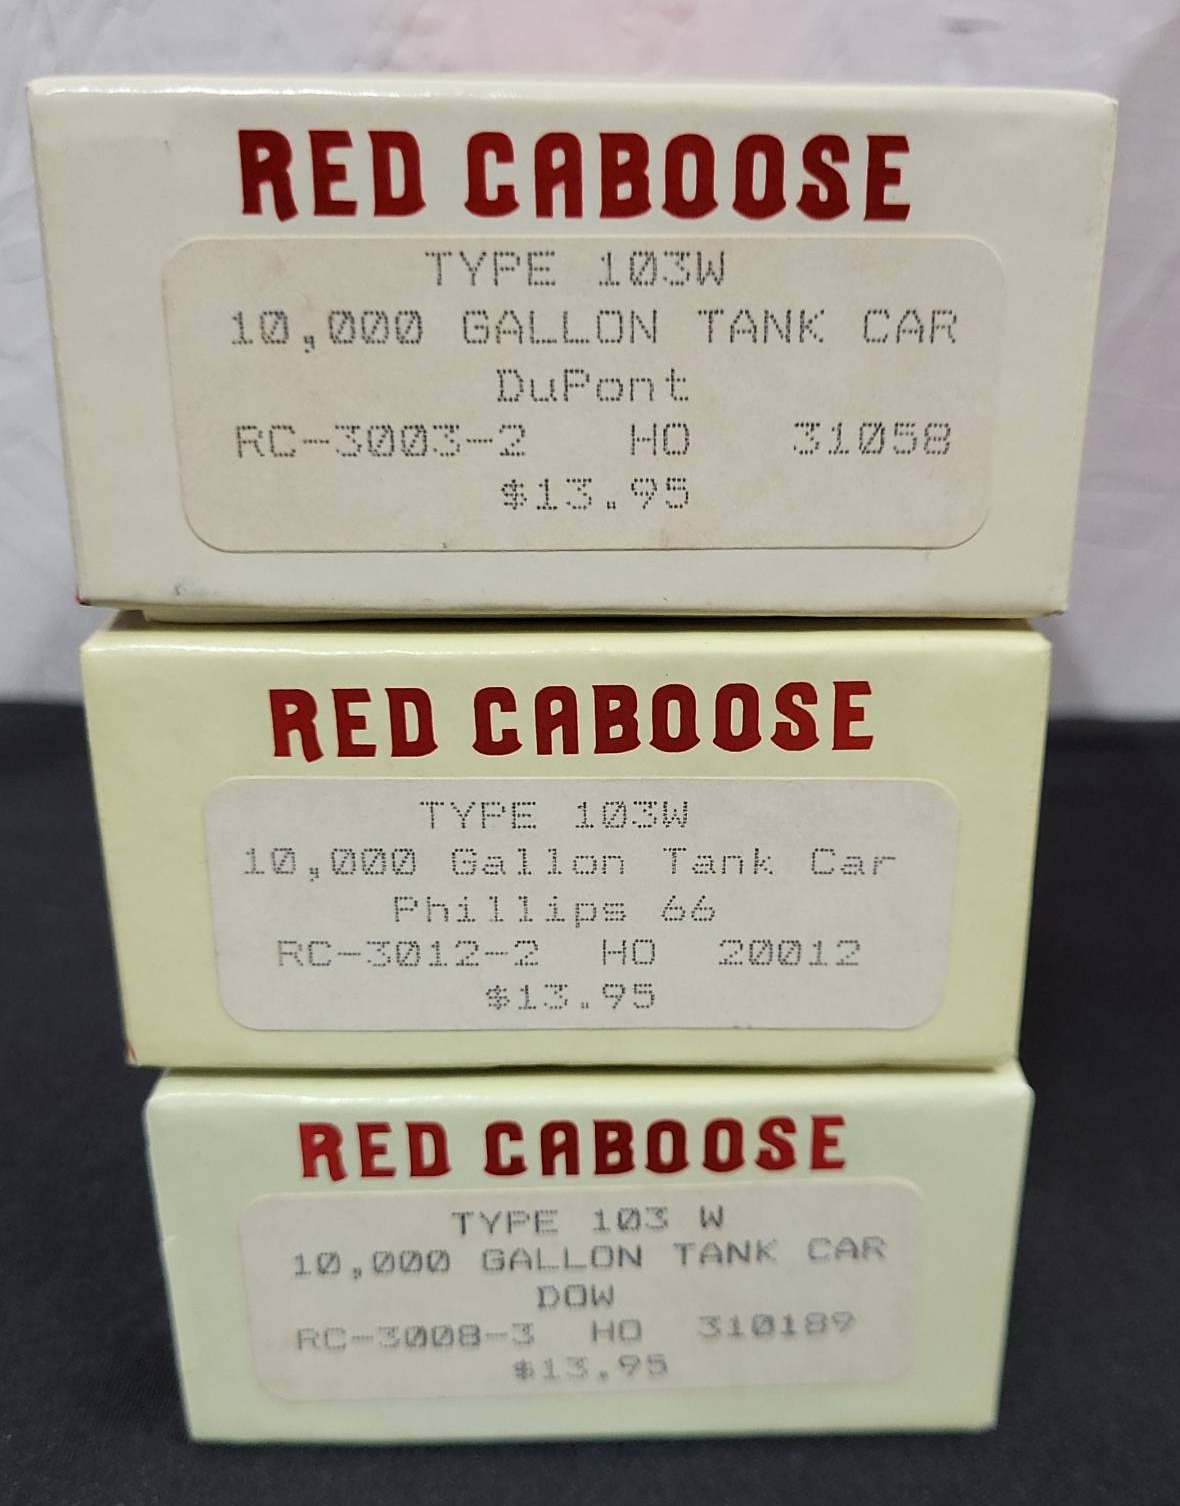 RED CABOOSE
TYPE 103W
10,000 GALLON TANK CAR
DuPont
RC-3003-2 HO 31058
$13.95
RED CABOOSE
TYPE 103W
10,000 Gallon Tank Car
Phillips 66
RC-3012-2 HO 20012
$13.95
RED CABOOSE
TYPE 103 W
10,000 GALLON TANK CAR
DOW
RC-3008-3 HO 310189
$13.95